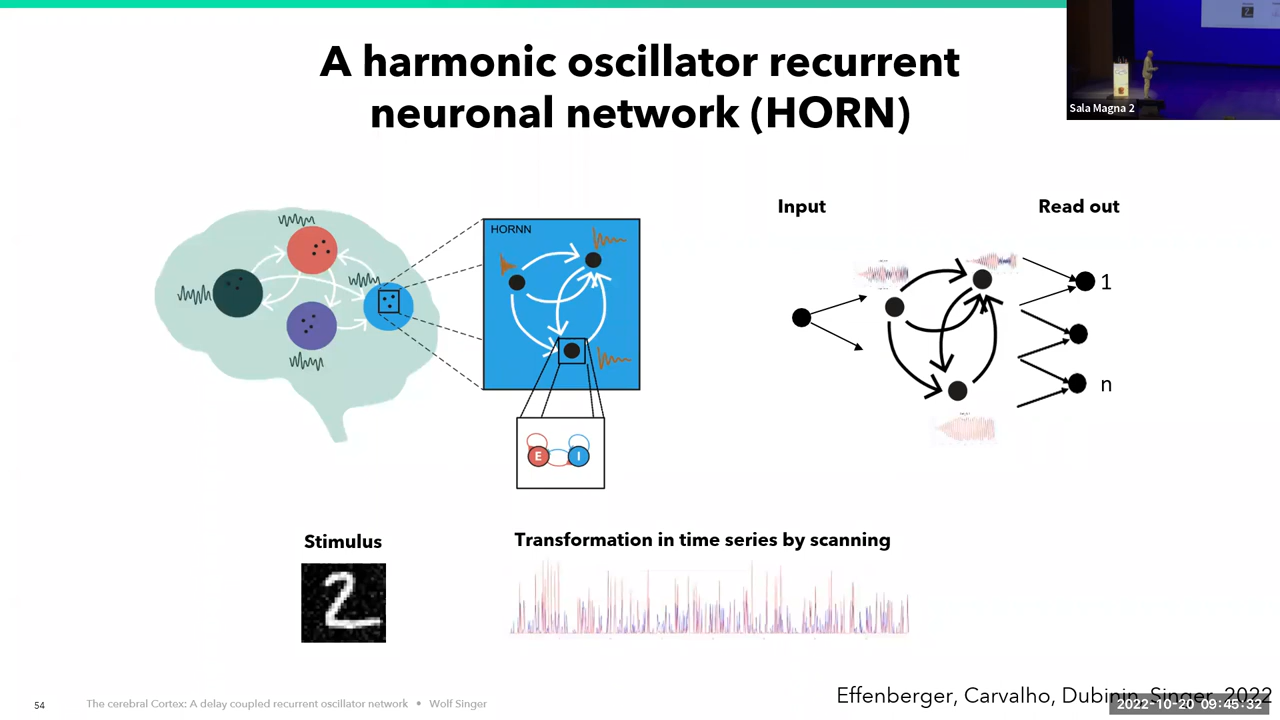 A harmonic oscillator recurrent
neuronal network (HORN)
Sala Magna 2
Input
Read out
HORNN
1
n
E
I
Stimulus
Transformation in time series by scanning
2
Effenberger, Carvalho, Dubinin, Singer, 2022
54
The cerebral Cortex: A delay coupled recurrent oscillator network • Wolf Singer
2022-10-20 09:45:32